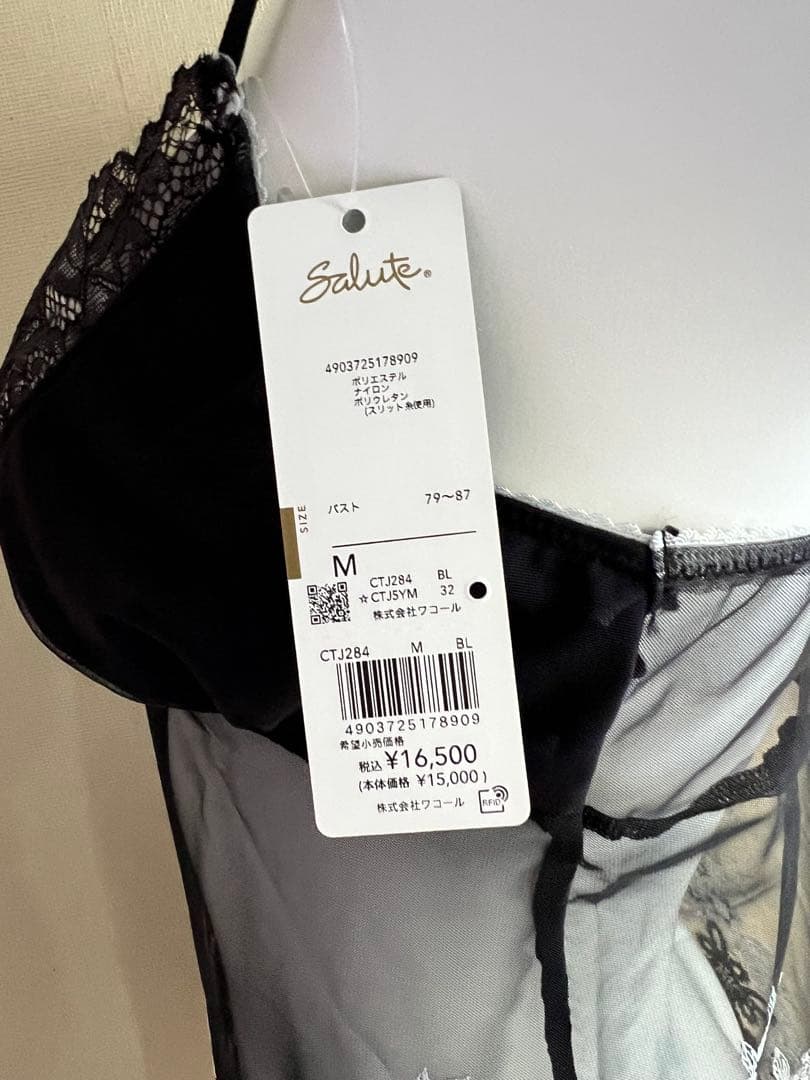 Salute®
4903725178909
ポリエステル
ナイロン
ポリウレタン
(スリット糸使用)
SIZE
バスト 79〜87
M
CTJ284 BL
☆CTJ5YM 32
株式会社ワコール
CTJ284 M BL
4903725178909
希望小売価格
税込 ¥16,500
(本体価格 ¥15,000)
株式会社ワコール
RFID